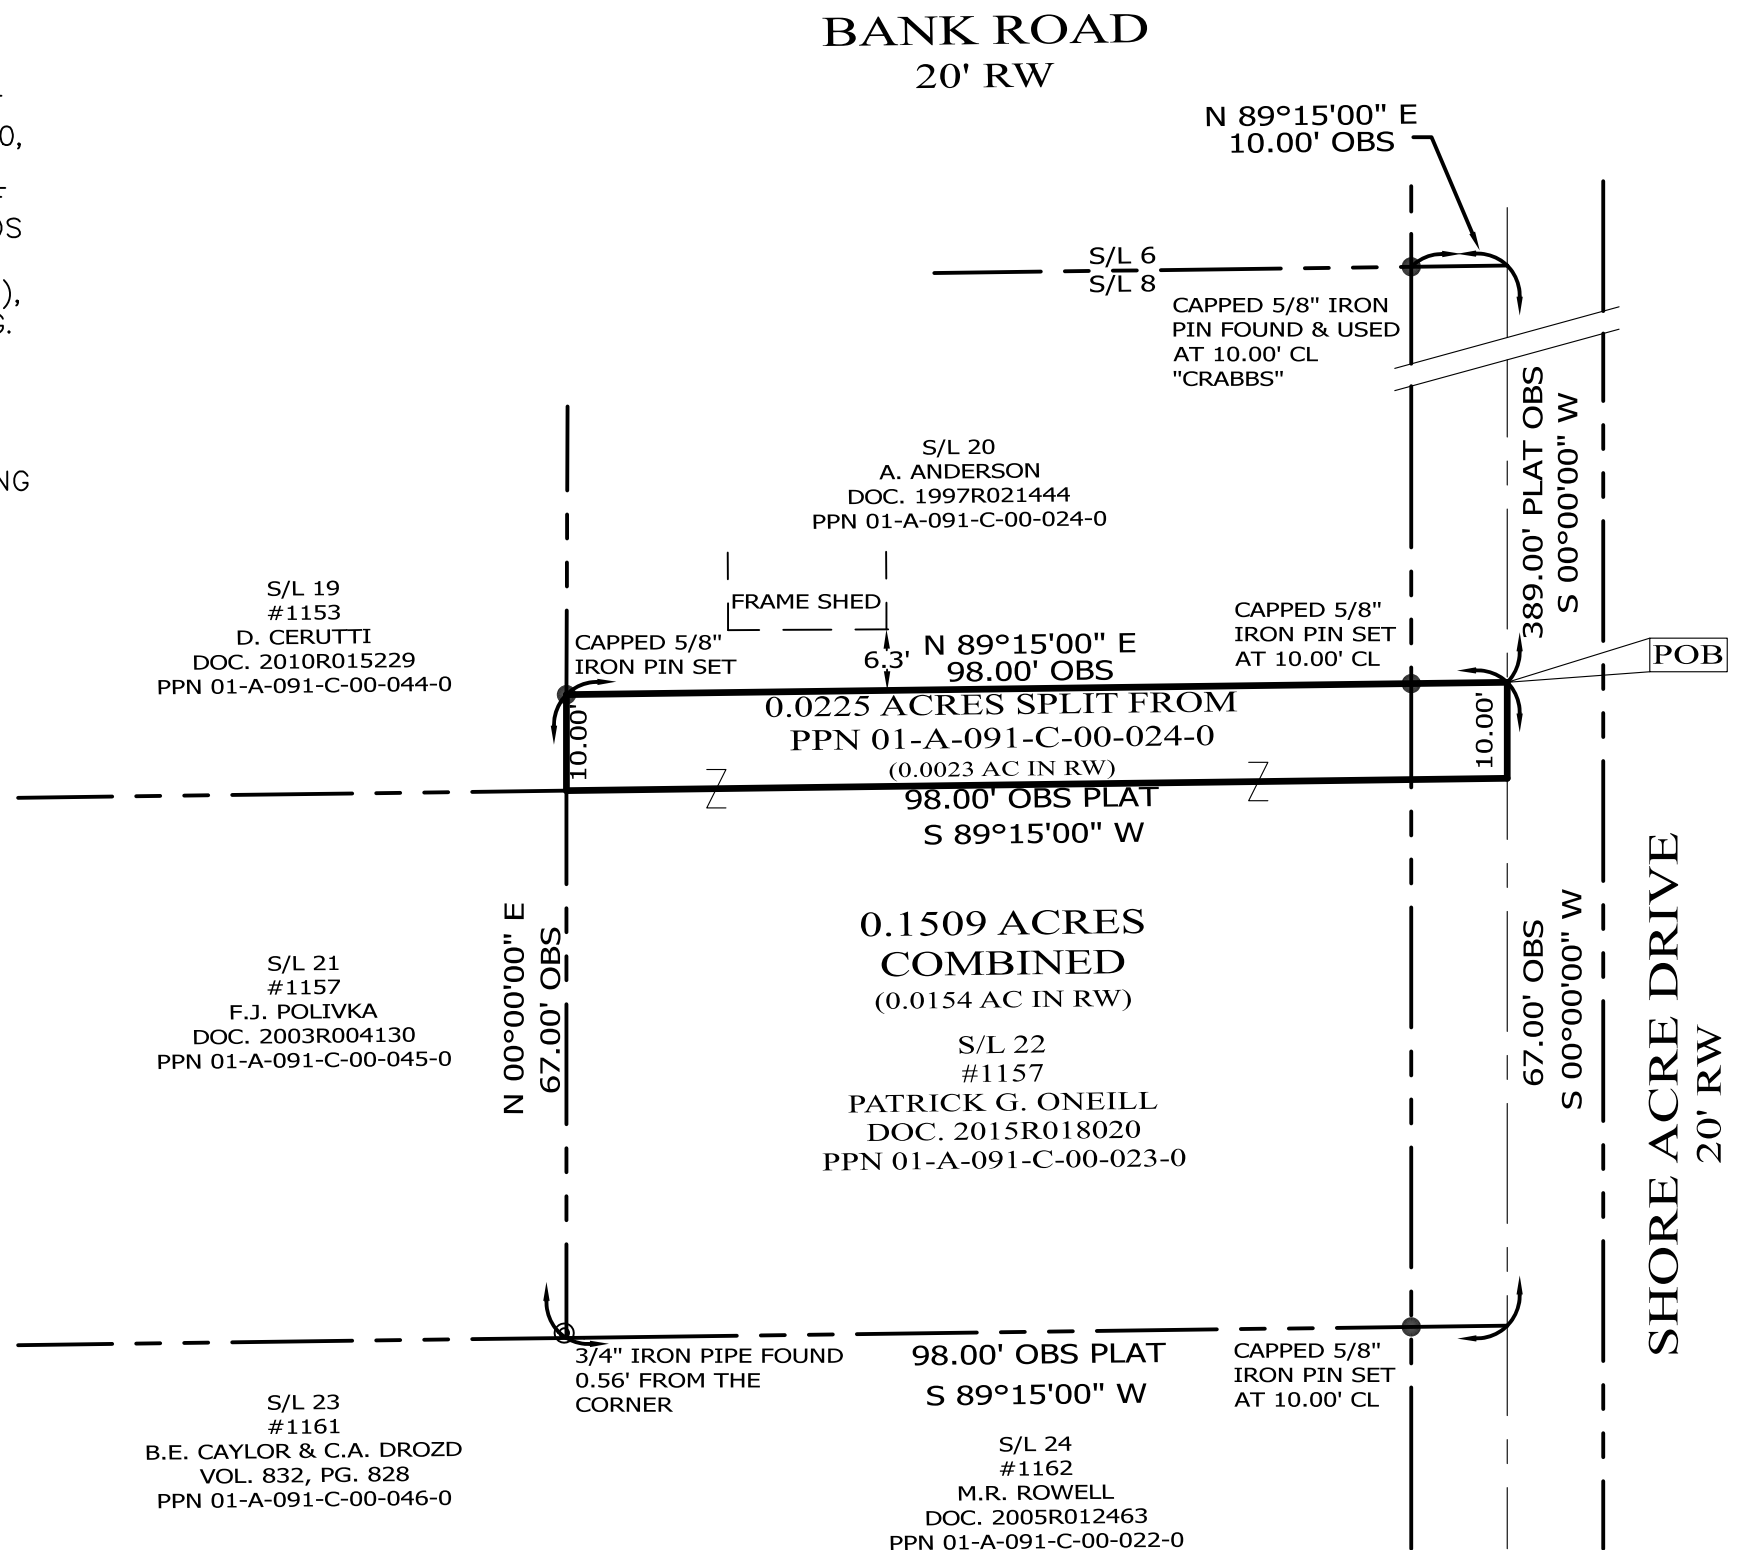 BANK ROAD
20' RW
N 89°15'00" E
10.00' OBS
0,
OS
),
G.
NG
S/L 6
S/L 8
CAPPED 5/8" IRON
PIN FOUND & USED
AT 10.00' CL
"CRABBS"
389.00' PLAT OBS
S 00°00'00" W
S/L 20
A. ANDERSON
DOC. 1997R021444
PPN 01-A-091-C-00-024-0
FRAME SHED
6.3'
S/L 19
#1153
D. CERUTTI
DOC. 2010R015229
PPN 01-A-091-C-00-044-0
CAPPED 5/8"
IRON PIN SET
N 89°15'00" E
98.00' OBS
CAPPED 5/8"
IRON PIN SET
AT 10.00' CL
POB
10.00'
0.0225 ACRES SPLIT FROM
PPN 01-A-091-C-00-024-0
(0.0023 AC IN RW)
10.00'
98.00' OBS PLAT
S 89°15'00" W
N 00°00'00" E
67.00' OBS
0.1509 ACRES
COMBINED
(0.0154 AC IN RW)
S/L 22
#1157
PATRICK G. ONEILL
DOC. 2015R018020
PPN 01-A-091-C-00-023-0
67.00' OBS
S 00°00'00" W
SHORE ACRE DRIVE
20' RW
S/L 21
#1157
F.J. POLIVKA
DOC. 2003R004130
PPN 01-A-091-C-00-045-0
3/4" IRON PIPE FOUND
0.56' FROM THE
CORNER
98.00' OBS PLAT
S 89°15'00" W
CAPPED 5/8"
IRON PIN SET
AT 10.00' CL
S/L 23
#1161
B.E. CAYLOR & C.A. DROZD
VOL. 832, PG. 828
PPN 01-A-091-C-00-046-0
S/L 24
#1162
M.R. ROWELL
DOC. 2005R012463
PPN 01-A-091-C-00-022-0